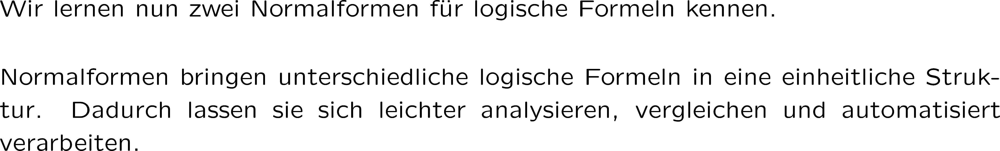 Wir lernen nun zwei Normalformen für logische Formeln kennen.
Normalformen bringen unterschiedliche logische Formeln in eine einheitliche Struk-
tur. Dadurch lassen sie sich leichter analysieren, vergleichen und automatisiert
verarbeiten.